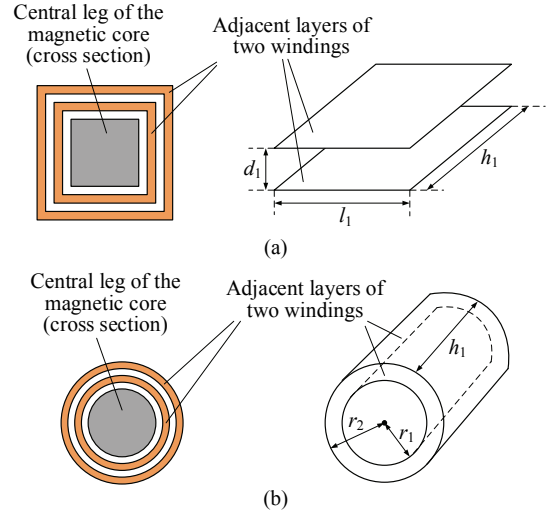 Central leg of the
magnetic core
(cross section)
Adjacent layers of
two windings
d₁
l₁
h₁
(a)
Central leg of the
magnetic core
(cross section)
Adjacent layers of
two windings
h₁
r₂
r₁
(b)